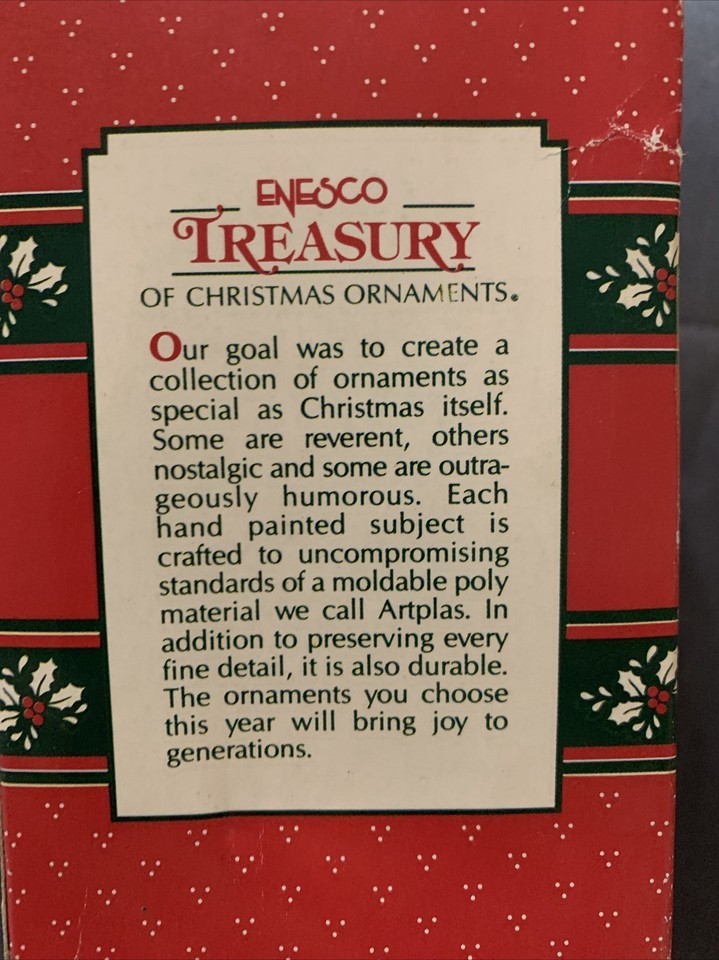 ENESCO
TREASURY
OF CHRISTMAS ORNAMENTS.
Our goal was to create a
collection of ornaments as
special as Christmas itself.
Some are reverent, others
nostalgic and some are outra-
geously humorous. Each
hand painted subject is
crafted to uncompromising
standards of a moldable poly
material we call Artplas. In
addition to preserving every
fine detail, it is also durable.
The ornaments you choose
this year will bring joy to
generations.